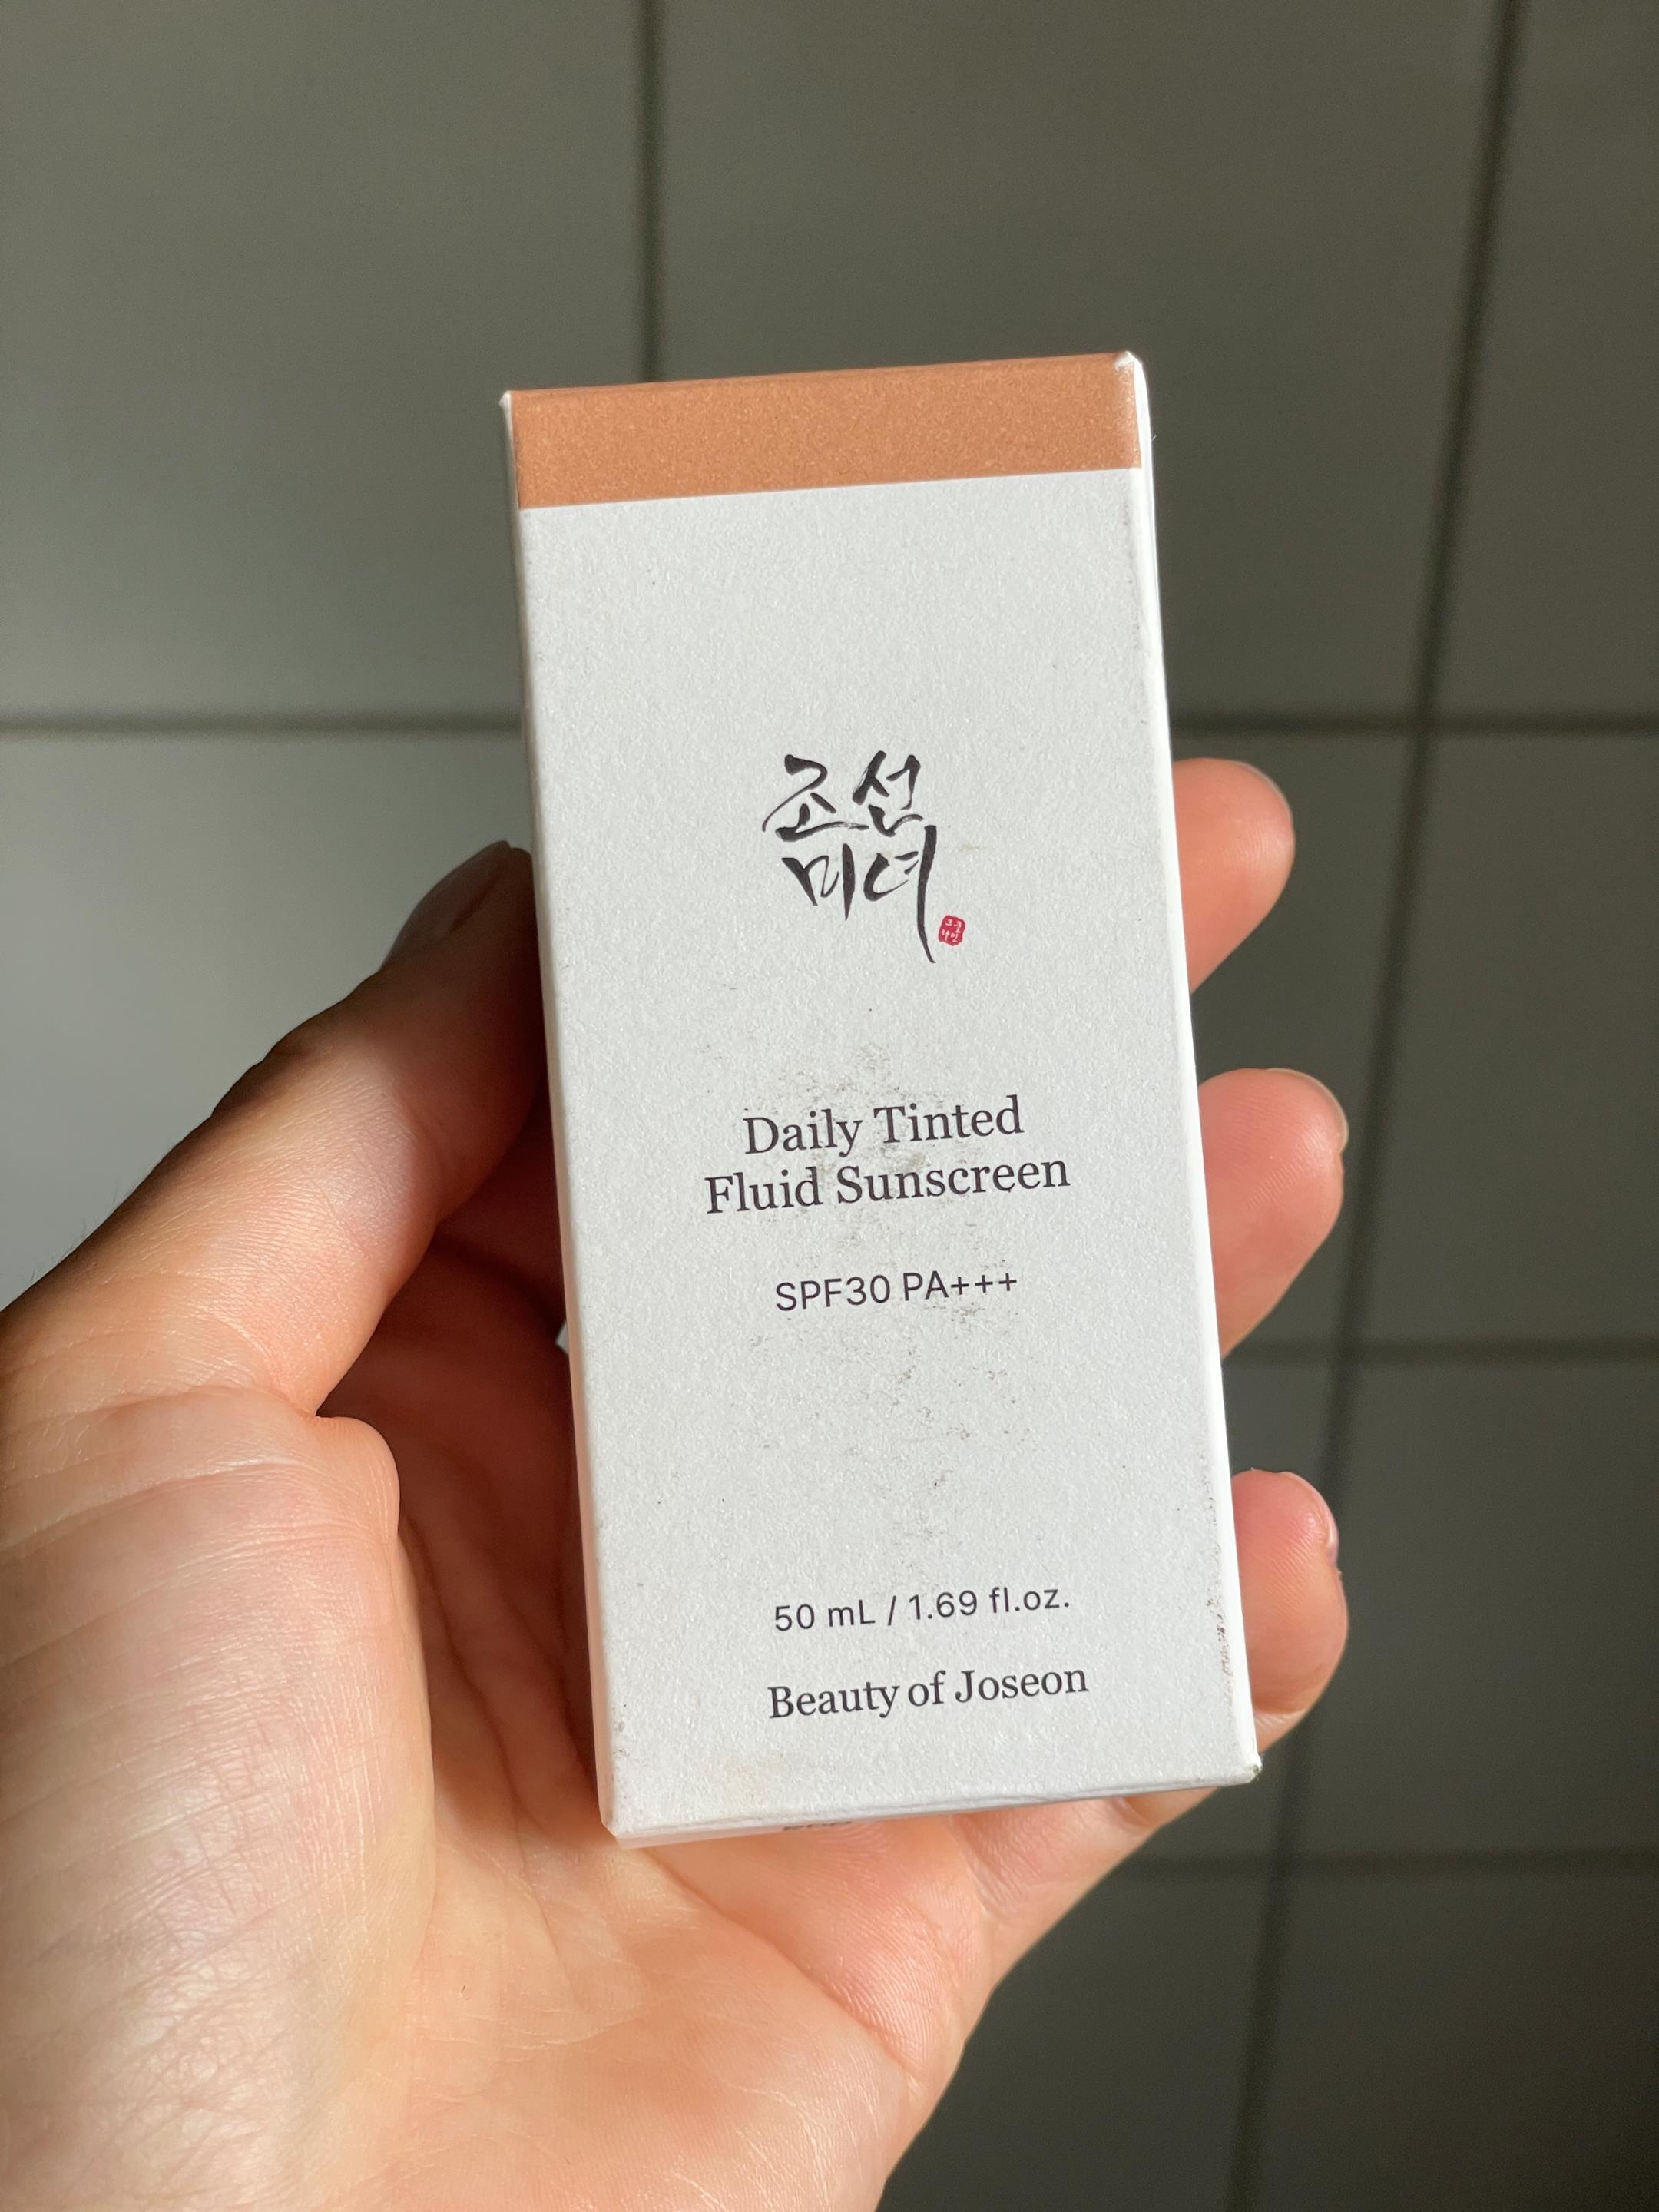 조선
미녀
Daily Tinted
Fluid Sunscreen
SPF30 PA+++
50 mL / 1.69 fl.oz.
Beauty of Joseon